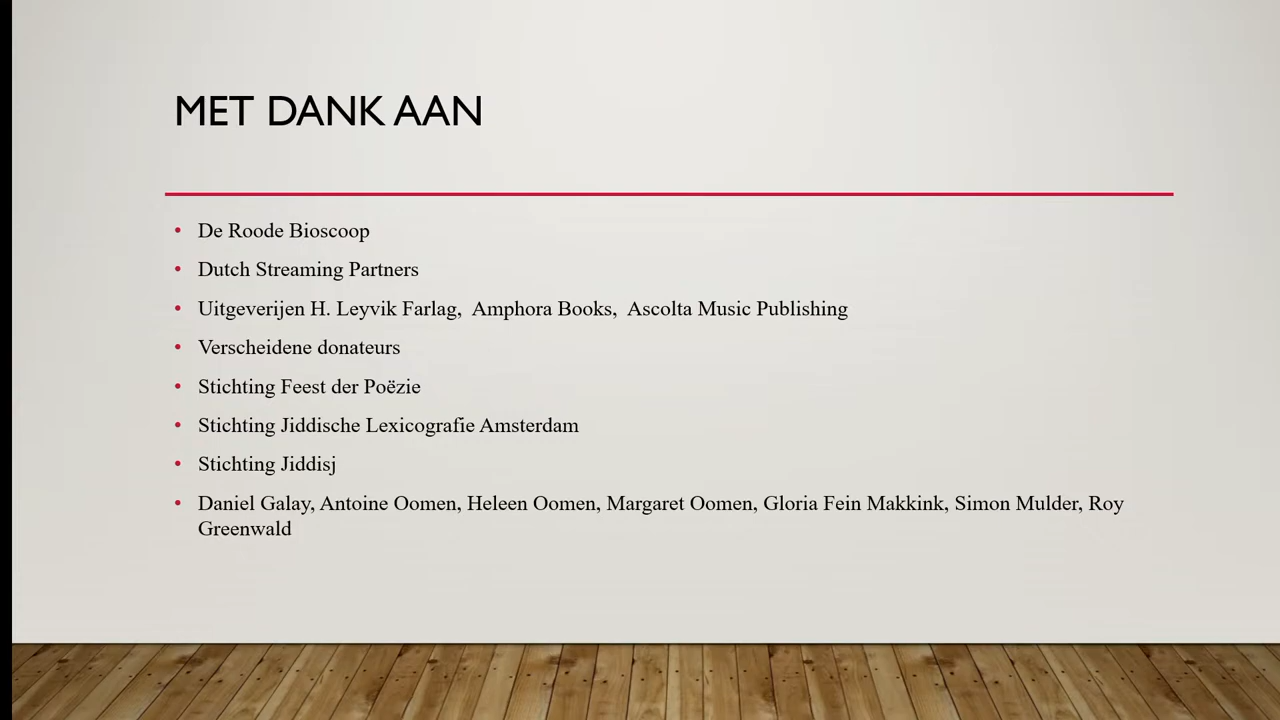 MET DANK AAN
• De Roode Bioscoop
• Dutch Streaming Partners
• Uitgeverijen H. Leyvik Farlag,  Amphora Books,  Ascolta Music Publishing
• Verscheidene donateurs
• Stichting Feest der Poëzie
• Stichting Jiddische Lexicografie Amsterdam
• Stichting Jiddisj
• Daniel Galay, Antoine Oomen, Heleen Oomen, Margaret Oomen, Gloria Fein Makkink, Simon Mulder, Roy
Greenwald